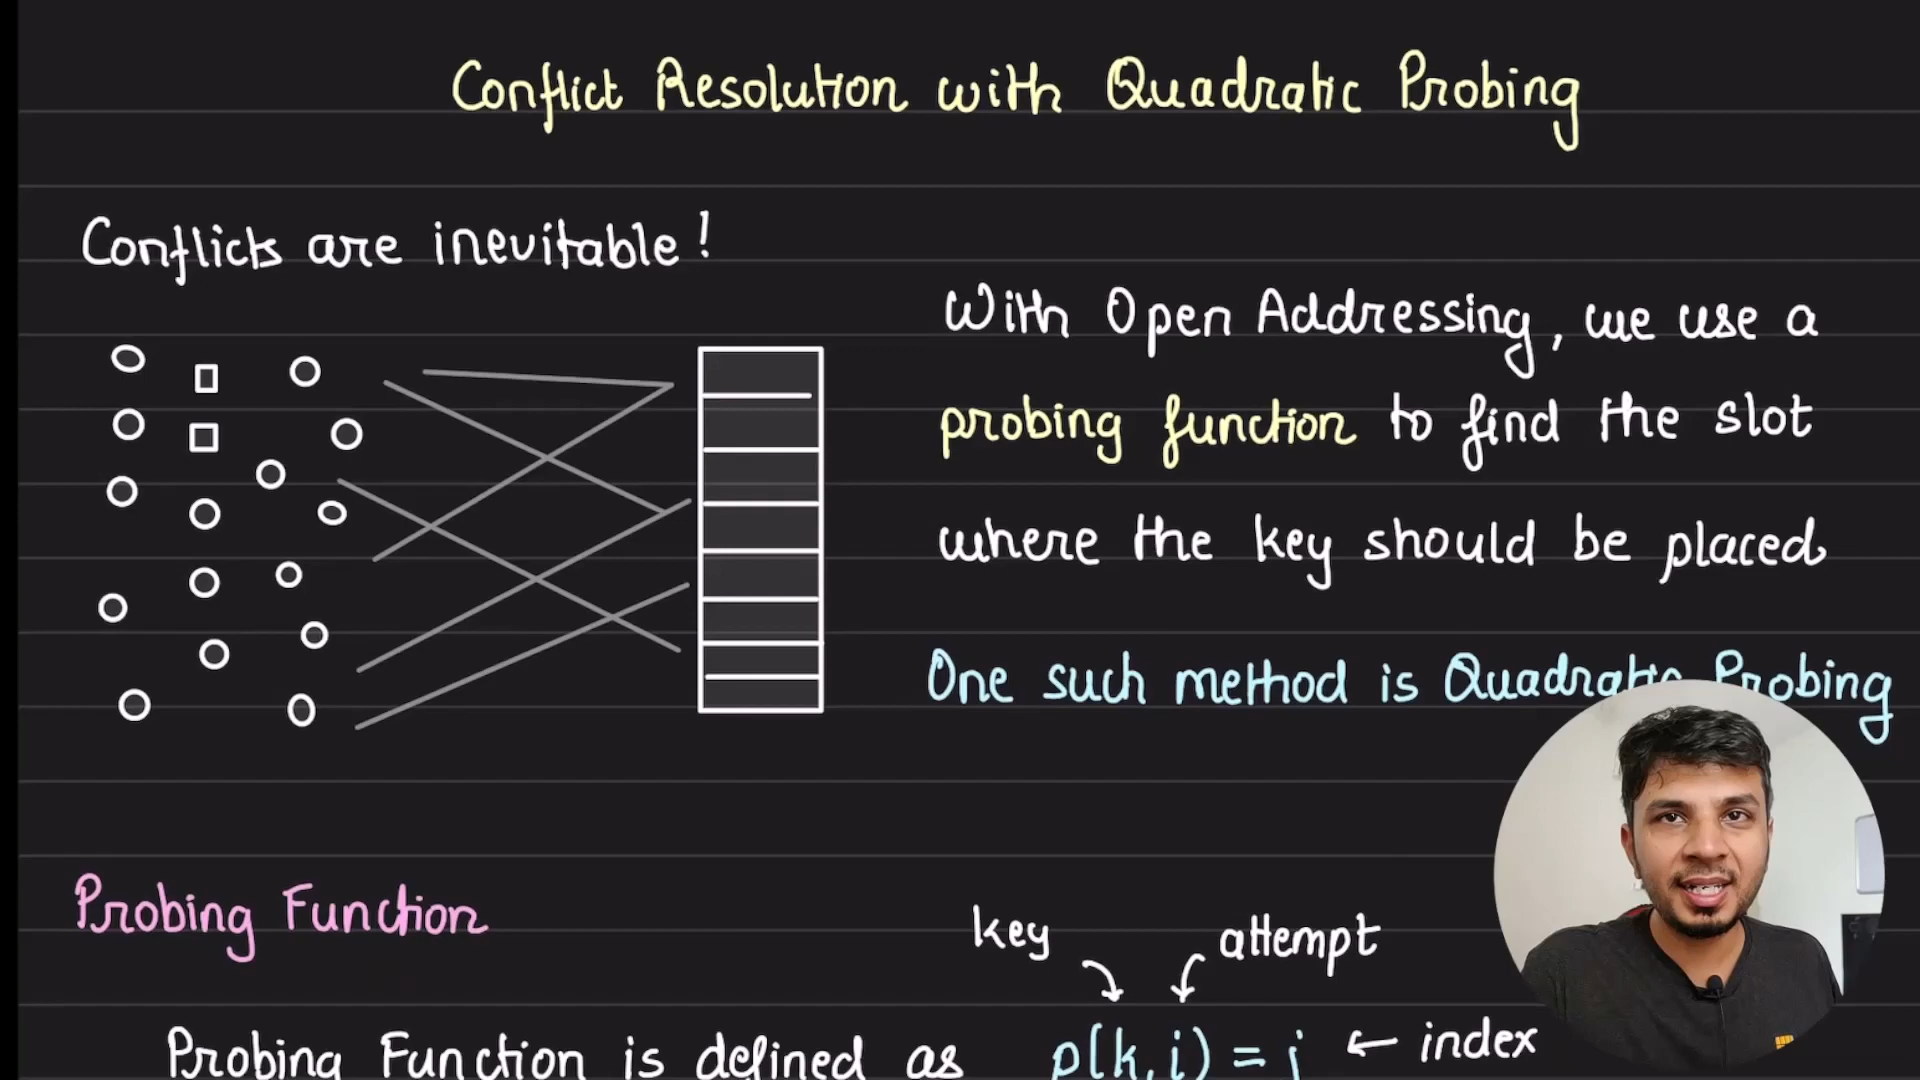 Conflict Resolution with Quadratic Probing
Conflicts are inevitable!
With Open Addressing, we use a
probing function to find the slot
where the key should be placed
One such method is Quadratic Probing
Probing Function
key
attempt
Probing Function is defined as p(k,i) = j ← index